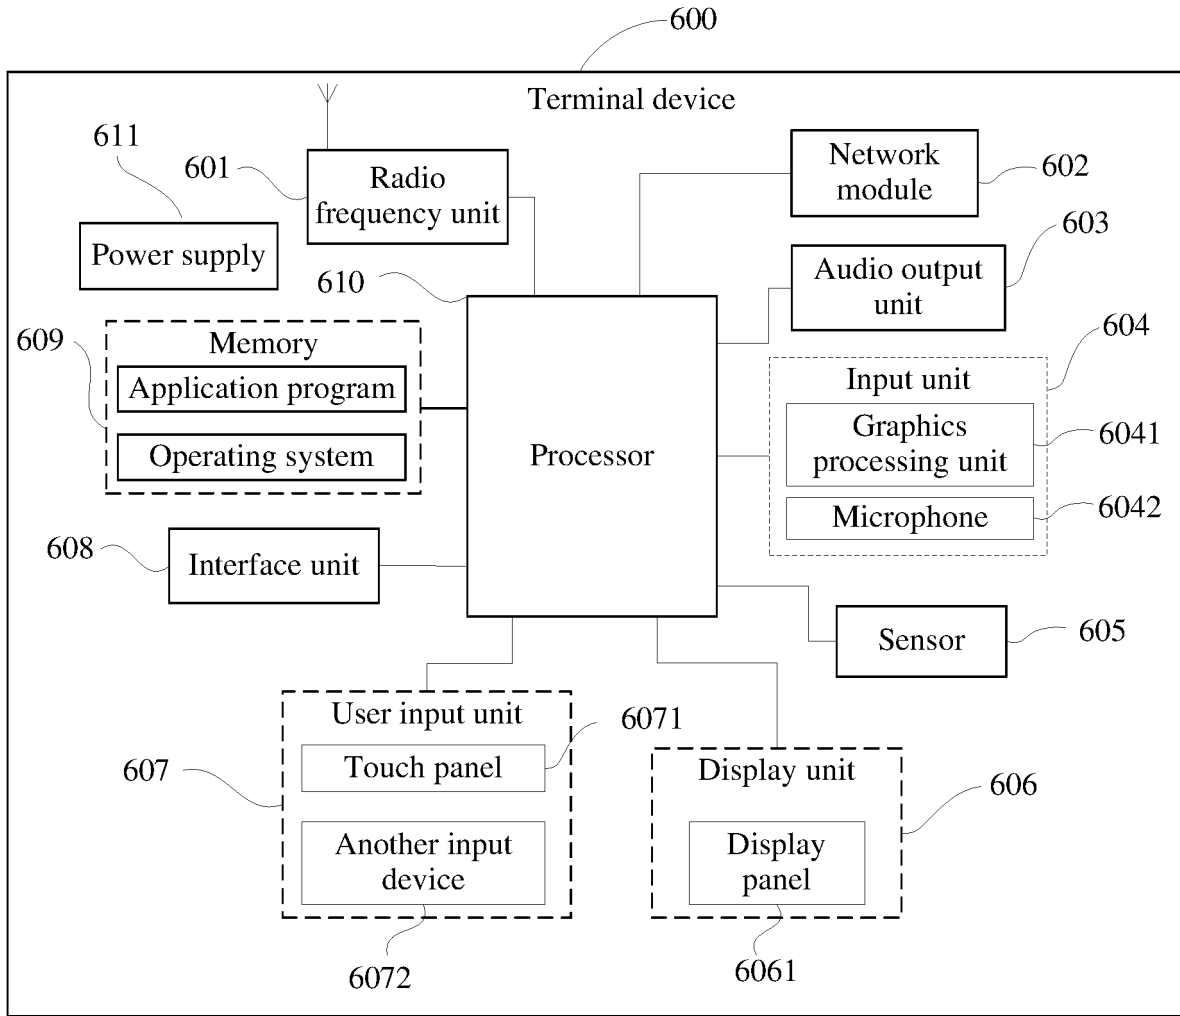 600
Terminal device
611
601
Radio
frequency unit
Network
module
602
Power supply
610
Audio output
unit
603
609
Memory
Application program
Operating system
Processor
604
Input unit
Graphics
processing unit
6041
Microphone
6042
608
Interface unit
Sensor
605
User input unit
6071
607
Touch panel
Another input
device
6072
Display unit
606
Display
panel
6061